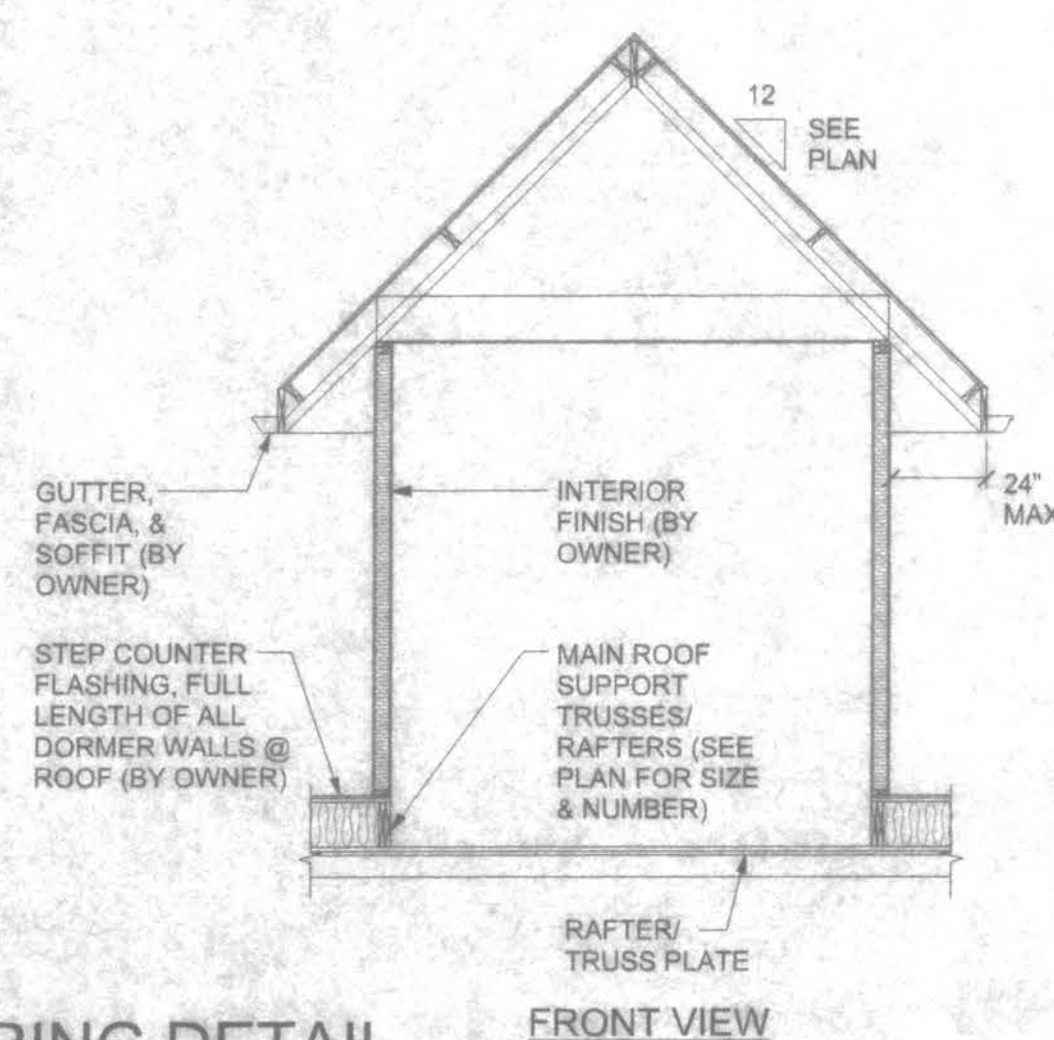 12
SEE
PLAN
GUTTER,
FASCIA, &
SOFFIT (BY
OWNER)
INTERIOR
FINISH (BY
OWNER)
24"
MAX
STEP COUNTER
FLASHING, FULL
LENGTH OF ALL
DORMER WALLS @
ROOF (BY OWNER)
MAIN ROOF
SUPPORT
TRUSSES/
RAFTERS (SEE
PLAN FOR SIZE
& NUMBER)
RAFTER/
TRUSS PLATE
FRONT VIEW
DETAIL